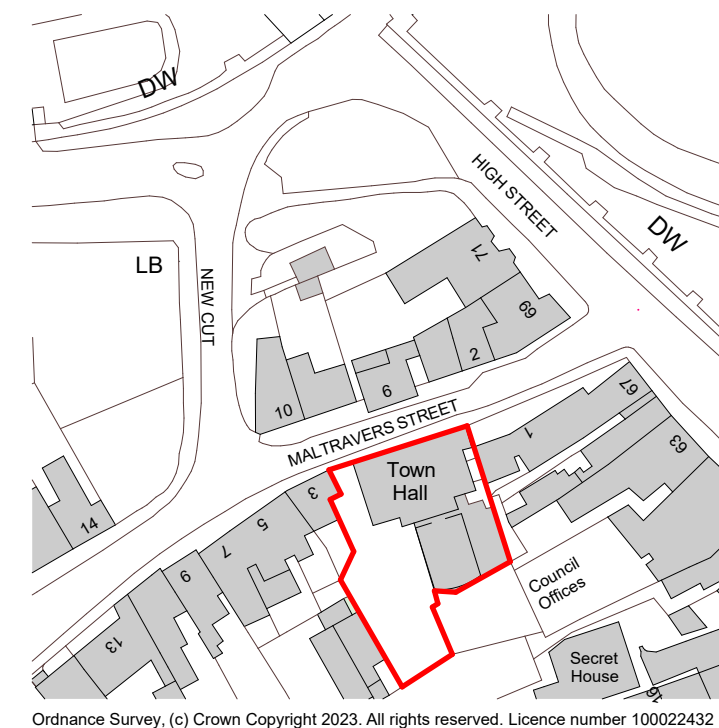 DW
HIGH STREET
DW
71
LB
NEW CUT
69
2
6
10
67
MALTRAVERS STREET
1
63
Town
Hall
3
14
5
7
9
Council
Offices
13
Secret
House
16
Ordnance Survey, (c) Crown Copyright 2023. All rights reserved. Licence number 100022432